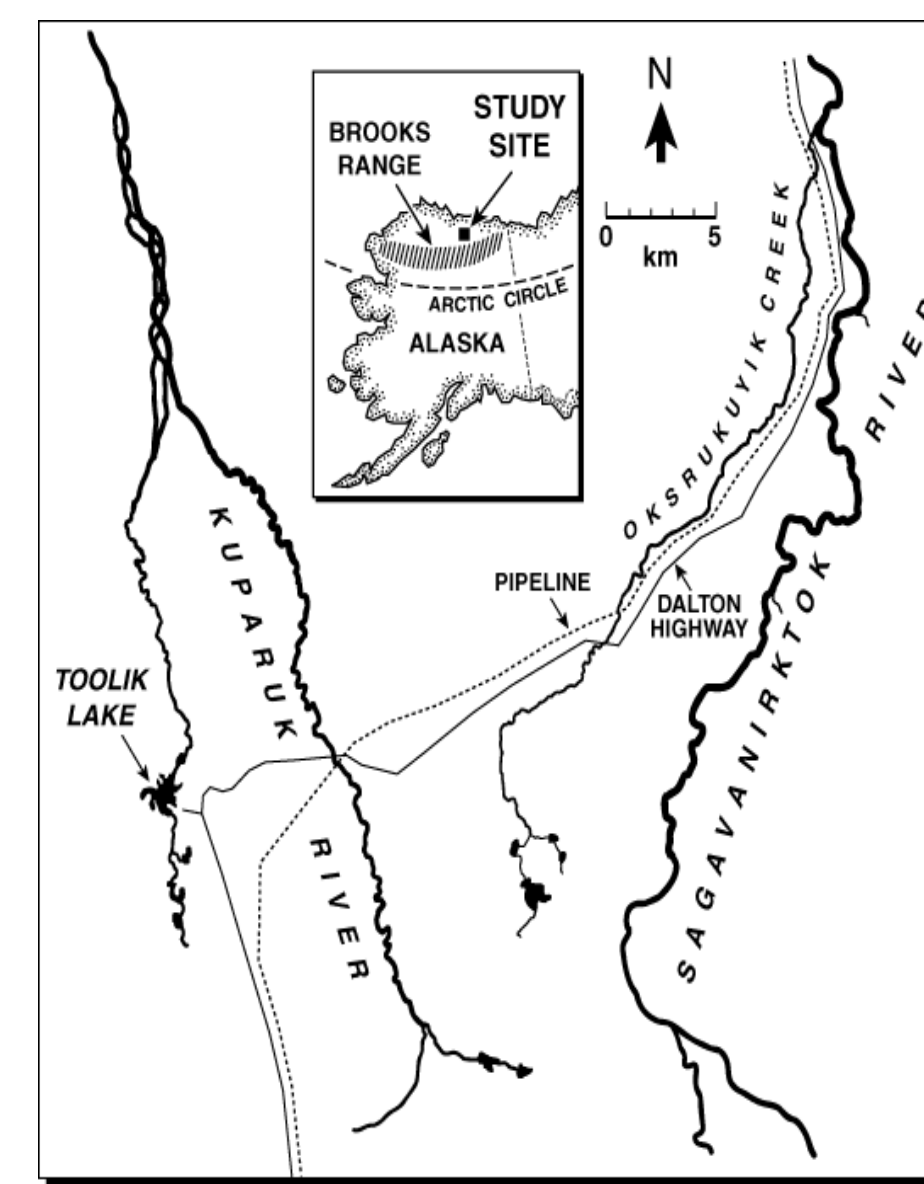 BROOKS
RANGE
STUDY
SITE
ARCTIC CIRCLE
ALASKA
N
0 5
km
OKSRUKUYIK CREEK
PIPELINE
DALTON
HIGHWAY
KUPARUK
RIVER
TOOLIK
LAKE
SAGAVANIRKTOK
RIVER